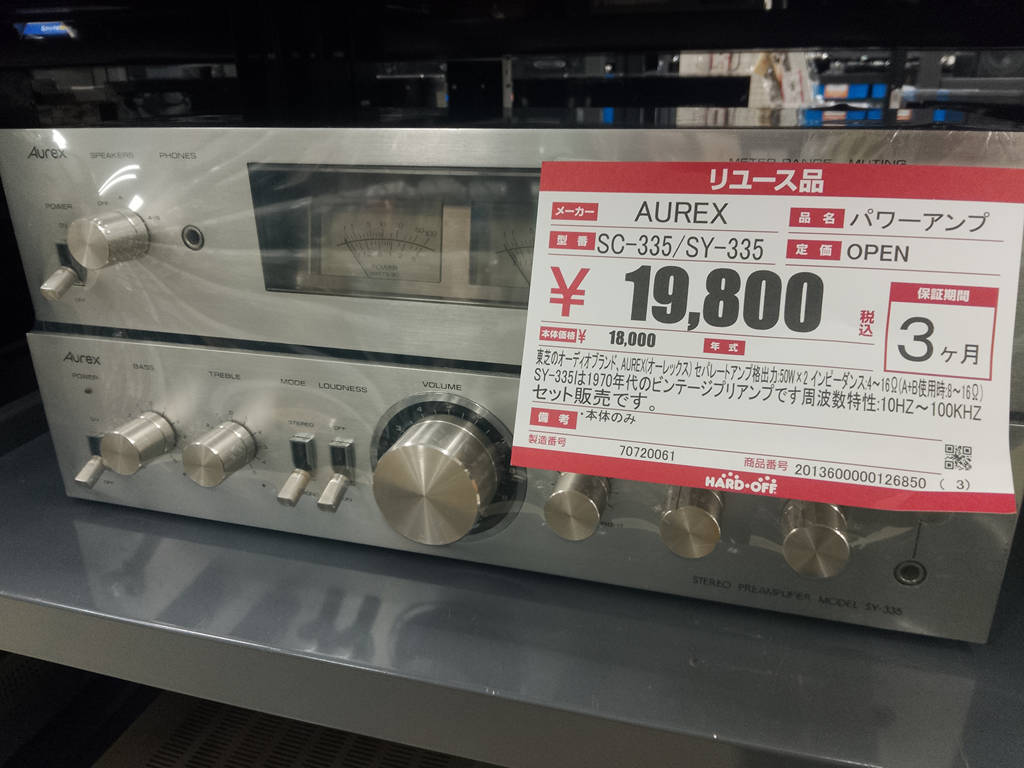 Aurex
SPEAKERS
PHONES
METER RANGE MUTING
POWER
OFF
A
A+B
OFF
POWER
Aurex
POWER
BASS
TREBLE
MODE
LOUDNESS
VOLUME
STEREO
OFF
OFF
STEREO PREAMPLIFIER MODEL SY-335
リユース品
メーカー AUREX
品名 パワーアンプ
型番 SC-335/SY-335
定価 OPEN
¥19,800 税込
本体価格 ¥18,000
年式
保証期間
3ヶ月
東芝のオーディオブランド、AUREX(オーレックス)セパレートアンプ格出力:50W×2 インピーダンス:4~16Ω(A+B使用時:8~16Ω)
SY-335は1970年代のビンテージプリアンプです周波数特性:10HZ~100KHZ
セット販売です。
備考 ・本体のみ
製造番号 70720061
商品番号 2013600000126850 (3)
HARD・OFF